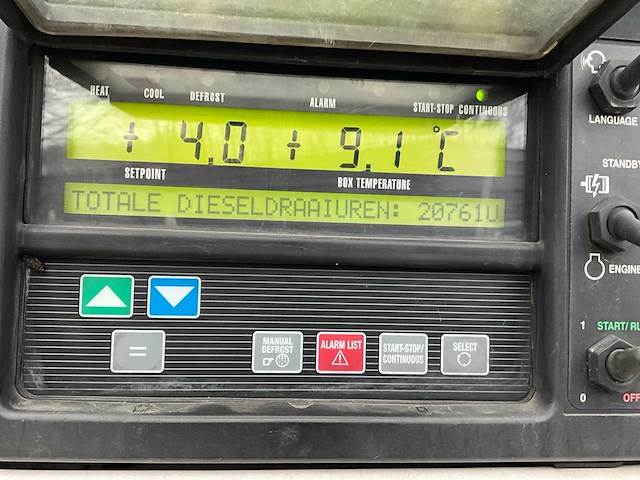 HEAT COOL DEFROST ALARM START-STOP CONTINUOUS
+ 4.0 + 9.1 °C
SETPOINT BOX TEMPERATURE
TOTALE DIESELDRAAIUREN: 20761U
=
MANUAL
DEFROST
ALARM LIST
START-STOP/
CONTINUOUS
SELECT
LANGUAGE
STANDBY
ENGINE
1 START/RU
0 OFF